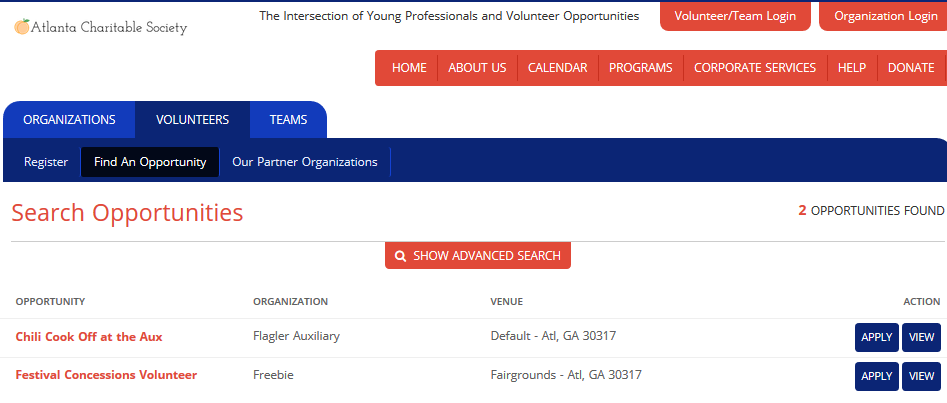 The Intersection of Young Professionals and Volunteer Opportunities
Volunteer/Team Login
Organization Login
Atlanta Charitable Society
HOME ABOUT US CALENDAR PROGRAMS CORPORATE SERVICES HELP DONATE
ORGANIZATIONS VOLUNTEERS TEAMS
Register Find An Opportunity Our Partner Organizations
Search Opportunities
2 OPPORTUNITIES FOUND
SHOW ADVANCED SEARCH
OPPORTUNITY ORGANIZATION VENUE ACTION
Chili Cook Off at the Aux Flagler Auxiliary Default - Atl, GA 30317 APPLY VIEW
Festival Concessions Volunteer Freebie Fairgrounds - Atl, GA 30317 APPLY VIEW